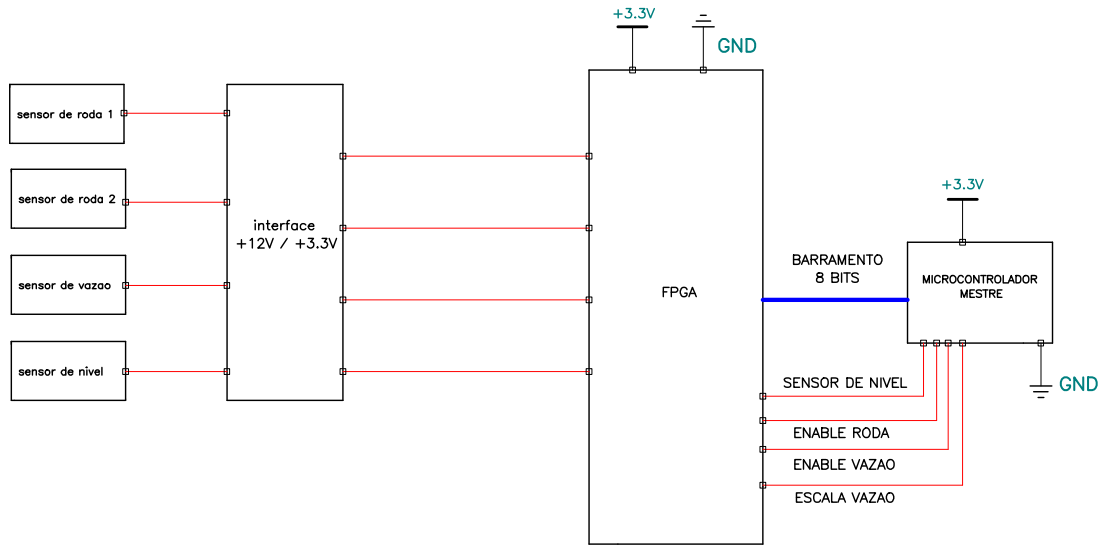 +3.3V
GND
sensor de roda 1
sensor de roda 2
sensor de vazao
sensor de nivel
interface
+12V / +3.3V
FPGA
BARRAMENTO
8 BITS
+3.3V
MICROCONTROLADOR
MESTRE
GND
SENSOR DE NIVEL
ENABLE RODA
ENABLE VAZAO
ESCALA VAZAO